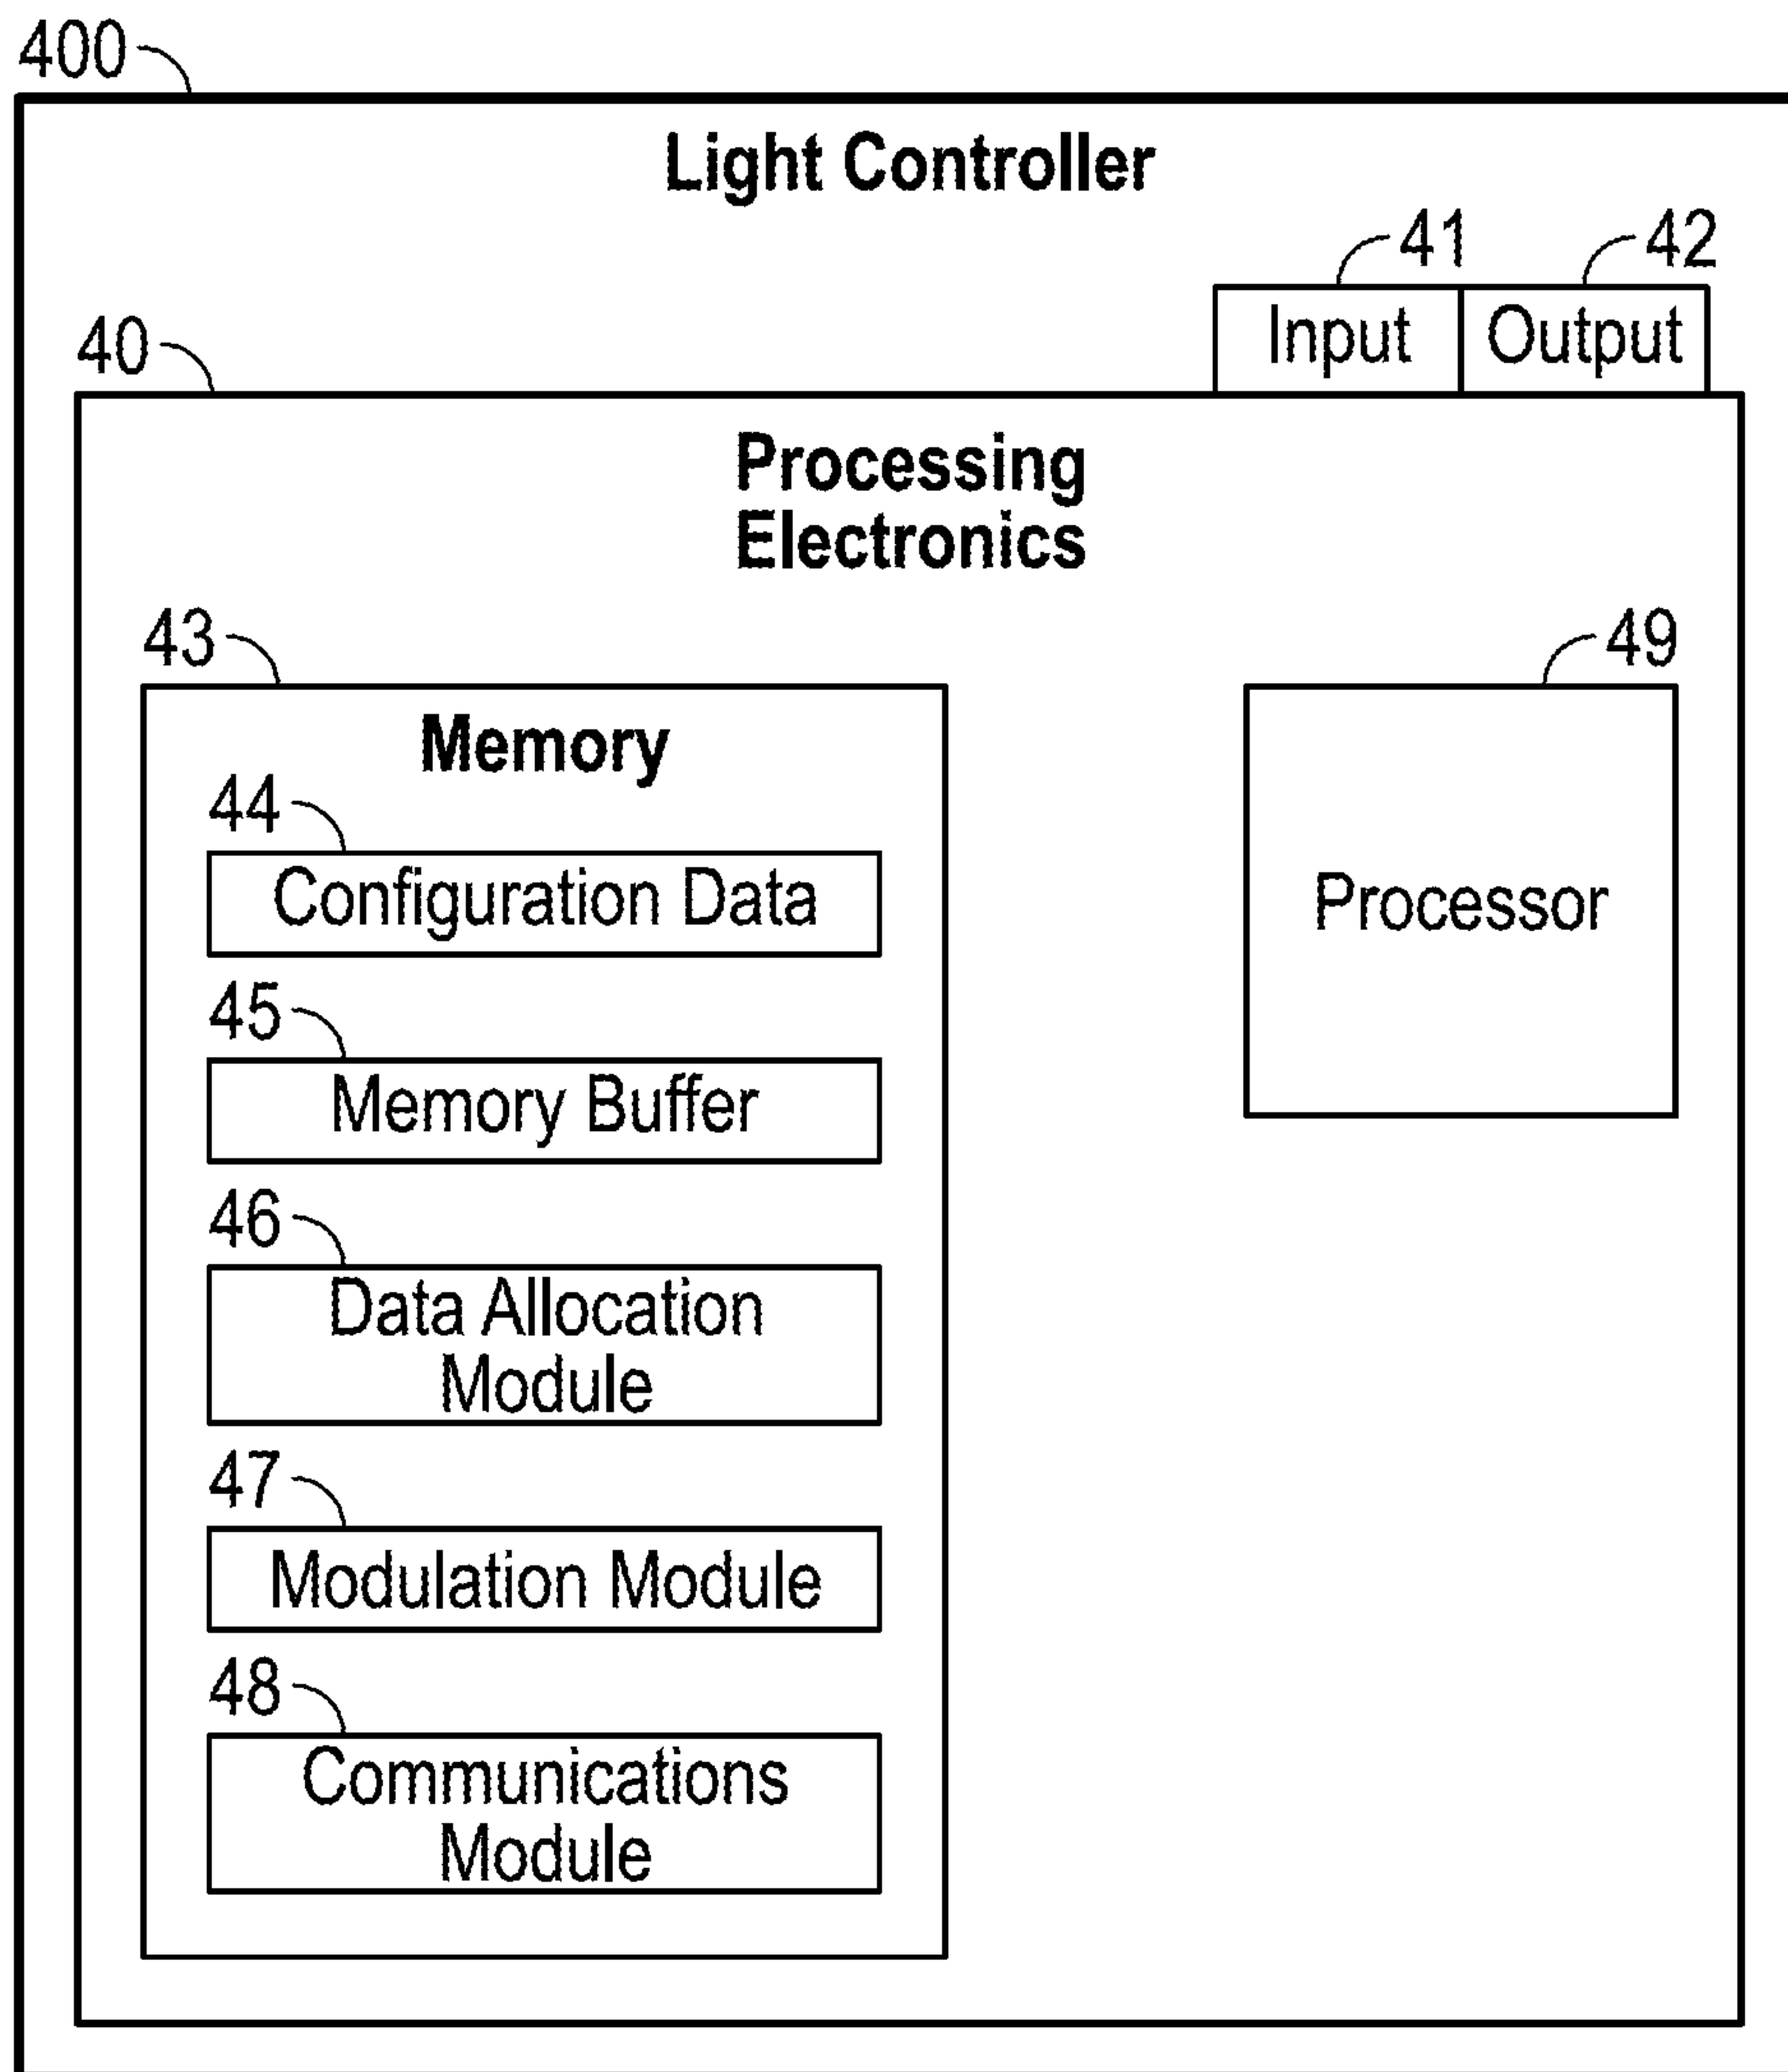 400
Light Controller
41
42
Input
Output
40
Processing
Electronics
43
49
Memory
Processor
44
Configuration Data
45
Memory Buffer
46
Data Allocation
Module
47
Modulation Module
48
Communications
Module